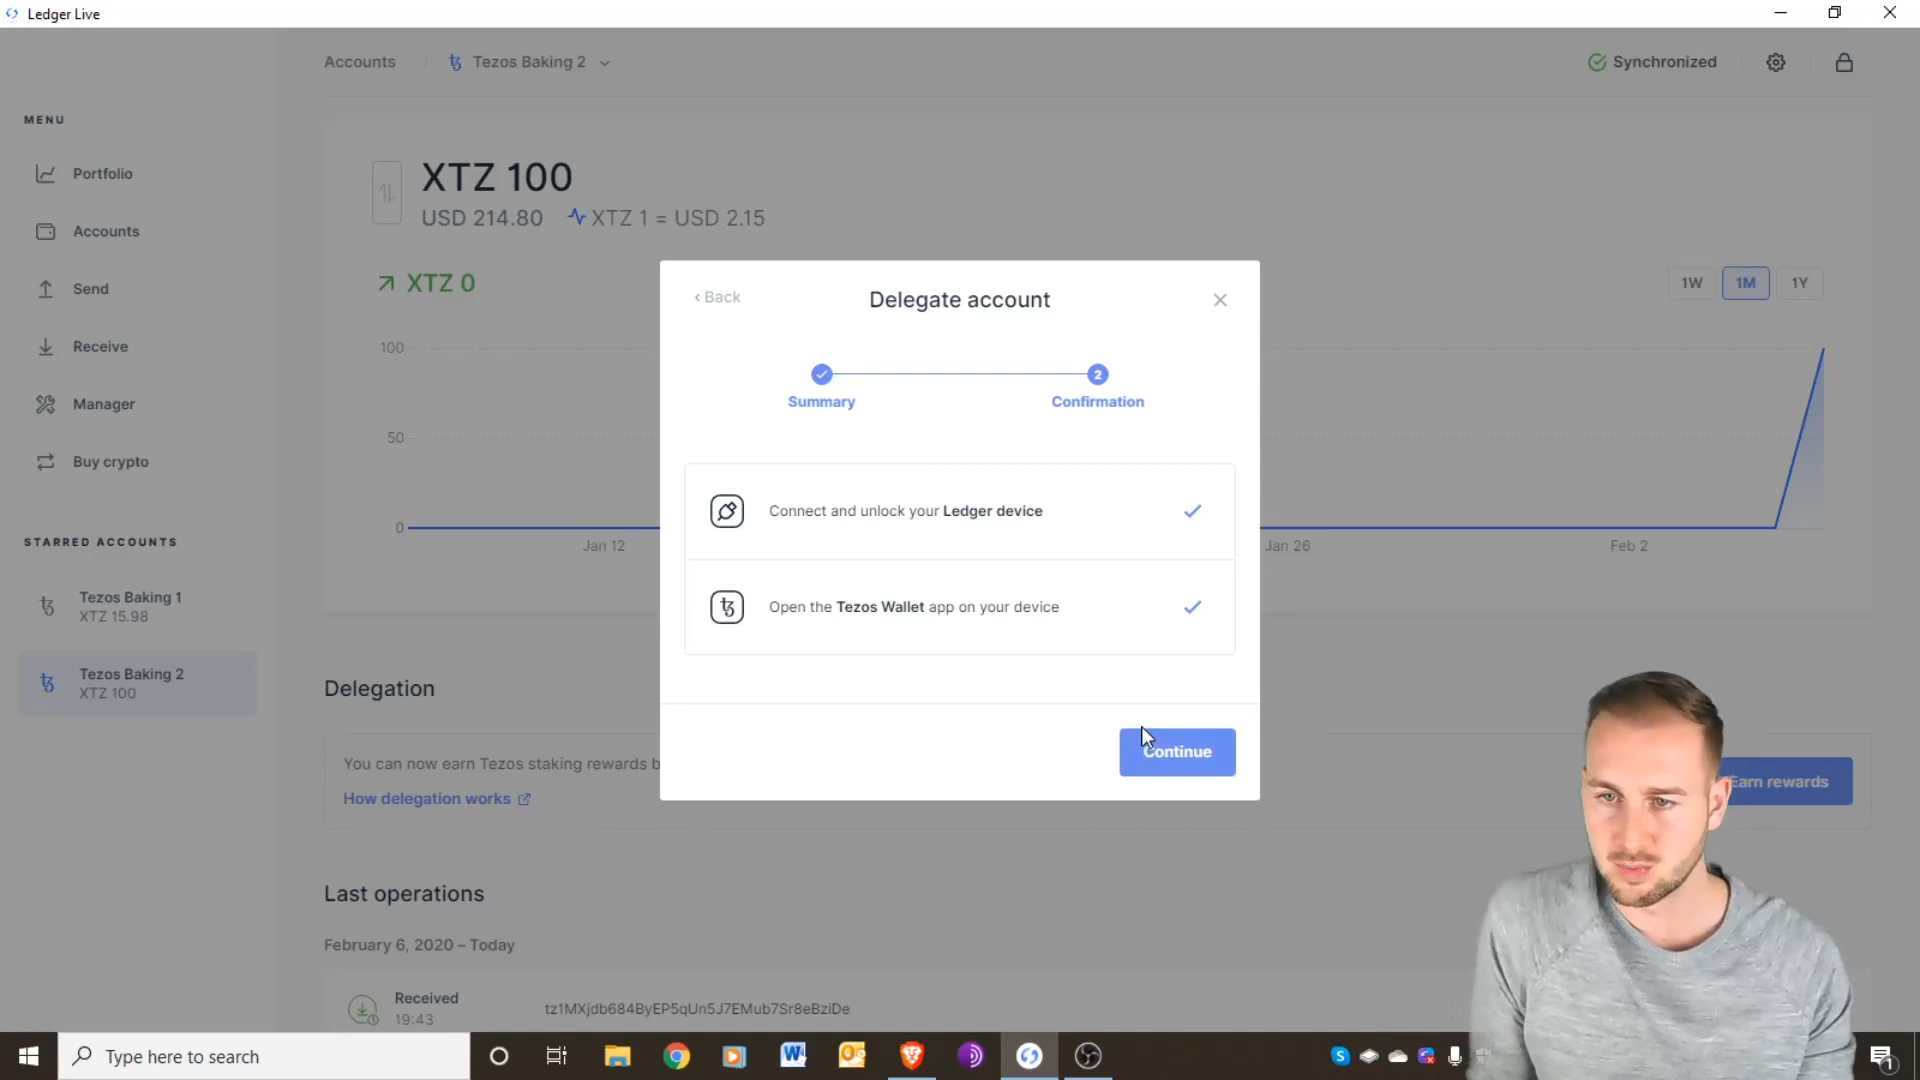 Ledger Live
Accounts / Tezos Baking 2
Synchronized
MENU
Portfolio
Accounts
Send
Receive
Manager
Buy crypto
STARRED ACCOUNTS
Tezos Baking 1
XTZ 15.98
Tezos Baking 2
XTZ 100
XTZ 100
USD 214.80 XTZ 1 = USD 2.15
XTZ 0
1W 1M 1Y
100
50
0
Jan 12
Jan 26
Feb 2
‹ Back
Delegate account
2
Summary
Confirmation
Connect and unlock your Ledger device
Open the Tezos Wallet app on your device
Continue
Delegation
You can now earn Tezos staking rewards b
How delegation works
Earn rewards
Last operations
February 6, 2020 – Today
Received
19:43
tz1MXjdb684ByEP5qUn5J7EMub7Sr8eBziDe
Type here to search
1